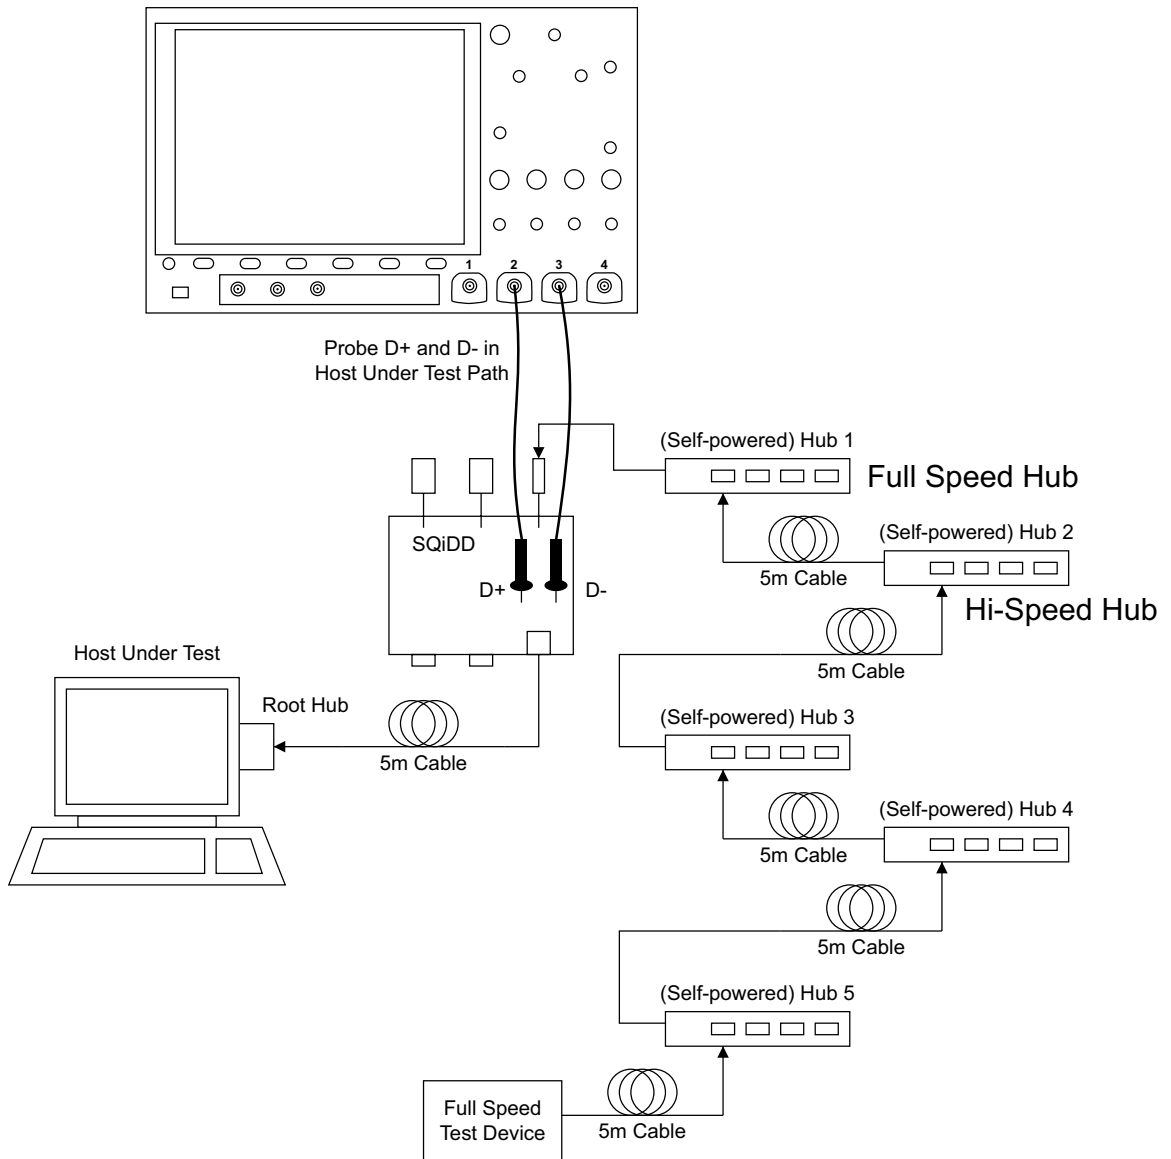 1 2 3 4
Probe D+ and D- in
Host Under Test Path
(Self-powered) Hub 1
Full Speed Hub
SQiDD
(Self-powered) Hub 2
5m Cable
D+
D-
Hi-Speed Hub
Host Under Test
5m Cable
Root Hub
(Self-powered) Hub 3
5m Cable
(Self-powered) Hub 4
5m Cable
5m Cable
(Self-powered) Hub 5
Full Speed
Test Device
5m Cable